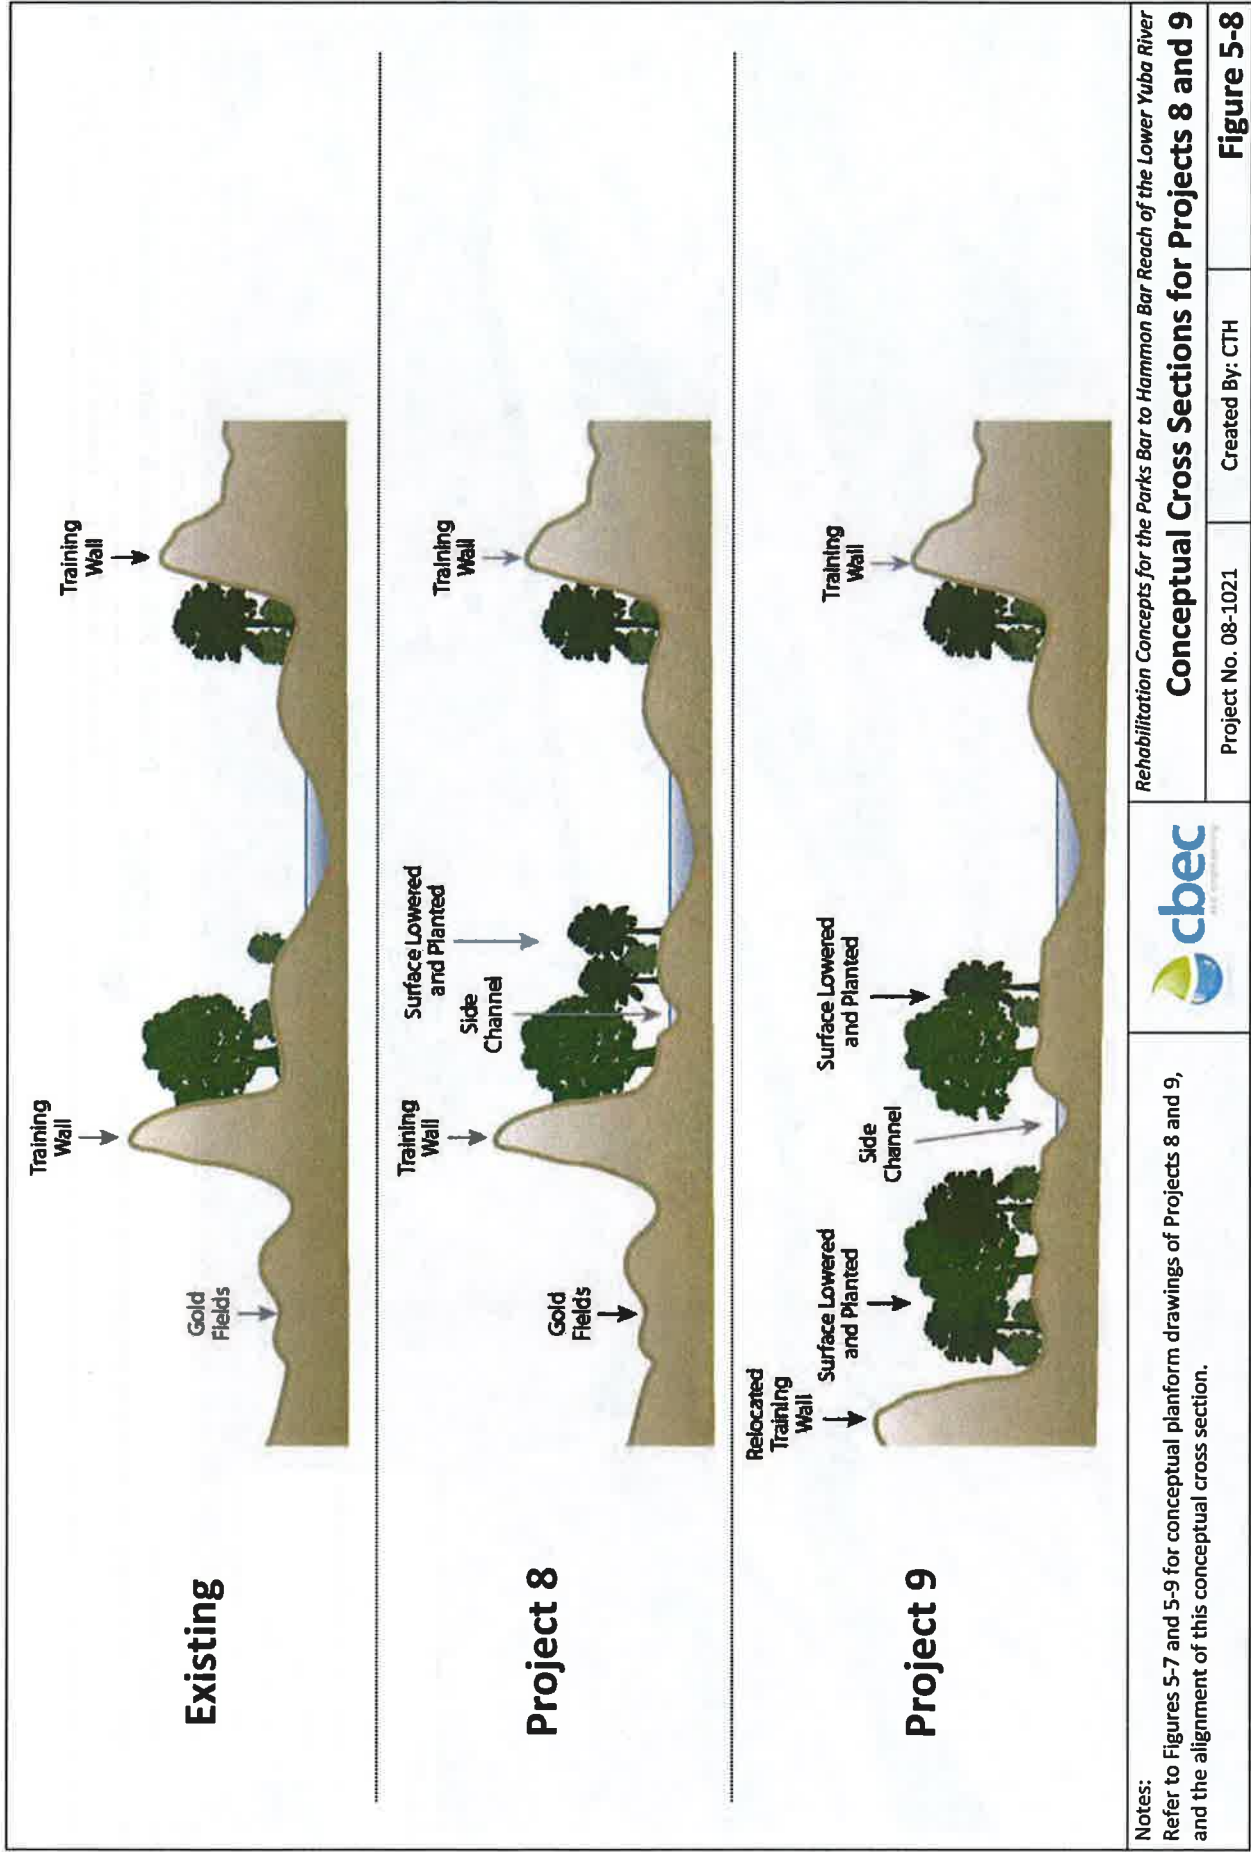 Existing
Training
Wall
Gold
Fields
Training
Wall
Project 8
Training
Wall
Gold
Fields
Side
Channel
Surface Lowered
and Planted
Training
Wall
Project 9
Relocated
Training
Wall
Surface Lowered
and Planted
Side
Channel
Surface Lowered
and Planted
Training
Wall
Notes:
Refer to Figures 5-7 and 5-9 for conceptual planform drawings of Projects 8 and 9,
and the alignment of this conceptual cross section.
cbec
Rehabilitation Concepts for the Parks Bar to Hammon Bar Reach of the Lower Yuba River
Conceptual Cross Sections for Projects 8 and 9
Project No. 08-1021
Created By: CTH
Figure 5-8